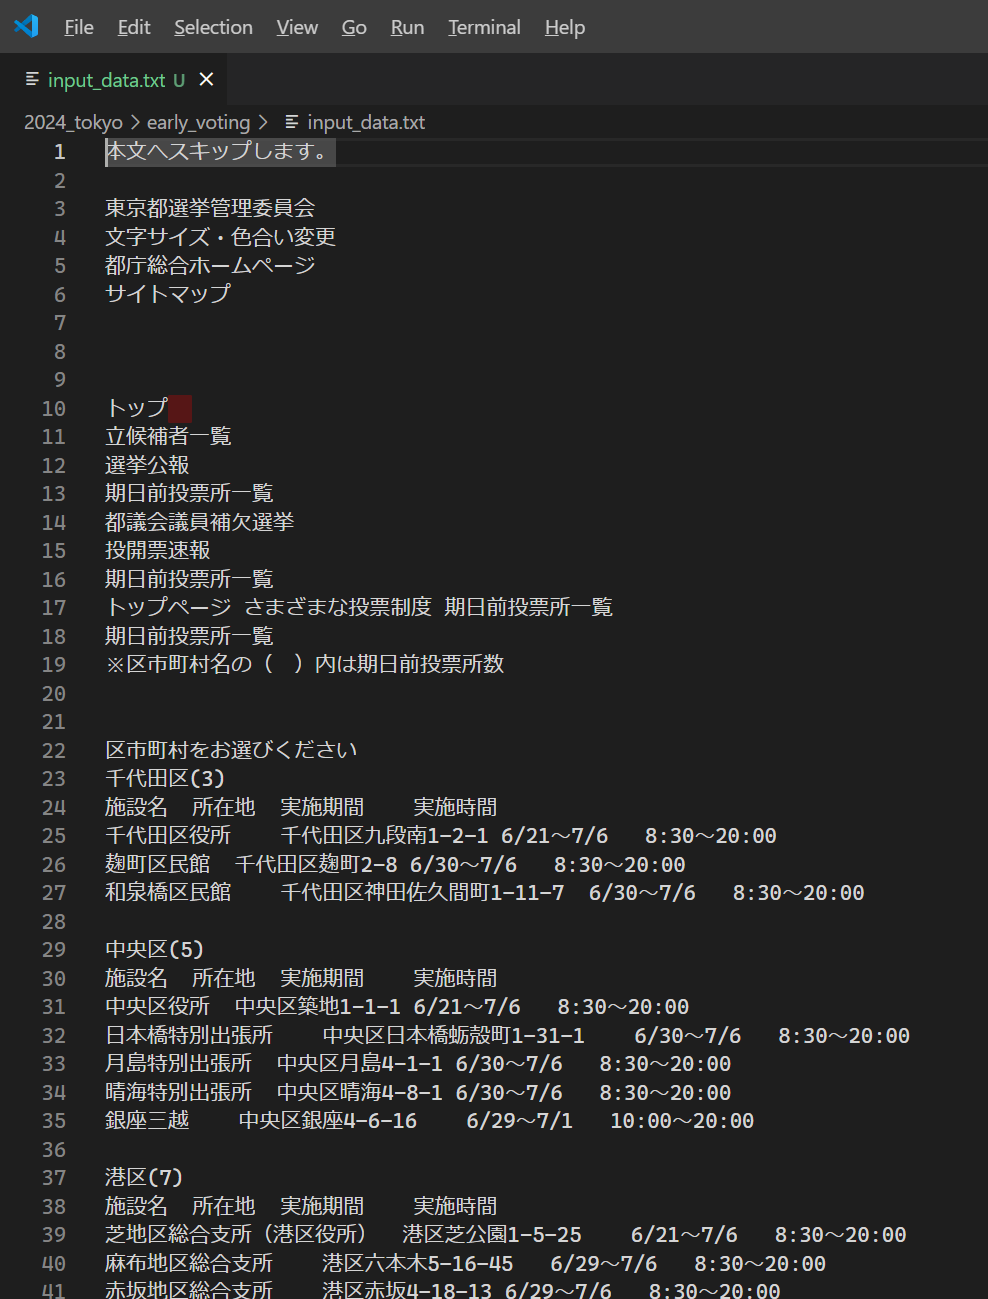 File Edit Selection View Go Run Terminal Help
input_data.txt U
2024_tokyo > early_voting > input_data.txt
1 本文へスキップします。
2
3 東京都選挙管理委員会
4 文字サイズ・色合い変更
5 都庁総合ホームページ
6 サイトマップ
7
8
9
10 トップ
11 立候補者一覧
12 選挙公報
13 期日前投票所一覧
14 都議会議員補欠選挙
15 投開票速報
16 期日前投票所一覧
17 トップページ さまざまな投票制度 期日前投票所一覧
18 期日前投票所一覧
19 ※区市町村名の（　）内は期日前投票所数
20
21
22 区市町村をお選びください
23 千代田区(3)
24 施設名 所在地 実施期間 実施時間
25 千代田区役所 千代田区九段南1-2-1 6/21～7/6 8:30～20:00
26 麹町区民館 千代田区麹町2-8 6/30～7/6 8:30～20:00
27 和泉橋区民館 千代田区神田佐久間町1-11-7 6/30～7/6 8:30～20:00
28
29 中央区(5)
30 施設名 所在地 実施期間 実施時間
31 中央区役所 中央区築地1-1-1 6/21～7/6 8:30～20:00
32 日本橋特別出張所 中央区日本橋蛎殻町1-31-1 6/30～7/6 8:30～20:00
33 月島特別出張所 中央区月島4-1-1 6/30～7/6 8:30～20:00
34 晴海特別出張所 中央区晴海4-8-1 6/30～7/6 8:30～20:00
35 銀座三越 中央区銀座4-6-16 6/29～7/1 10:00～20:00
36
37 港区(7)
38 施設名 所在地 実施期間 実施時間
39 芝地区総合支所（港区役所） 港区芝公園1-5-25 6/21～7/6 8:30～20:00
40 麻布地区総合支所 港区六本木5-16-45 6/29～7/6 8:30～20:00
41 赤坂地区総合支所 港区赤坂4-18-13 6/29～7/6 8:30～20:00